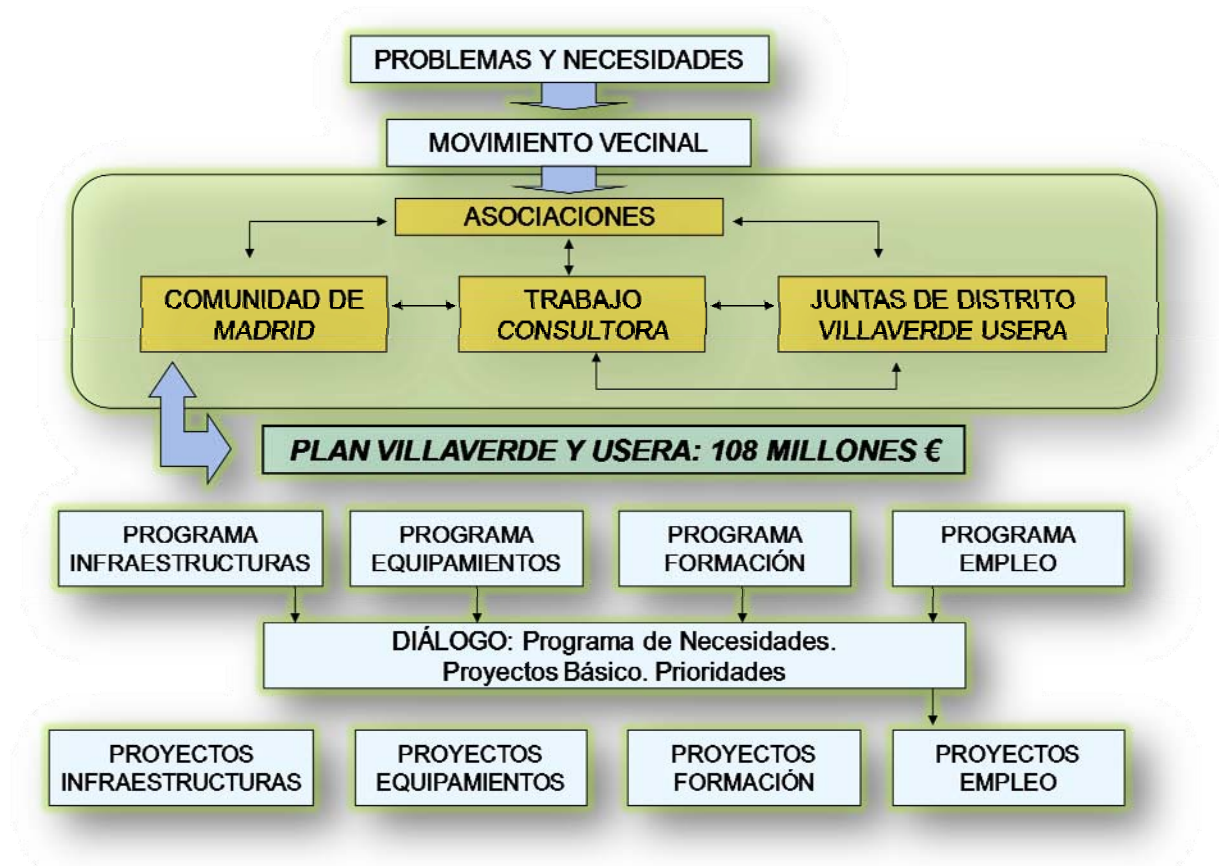 PROBLEMAS Y NECESIDADES
MOVIMIENTO VECINAL
ASOCIACIONES
COMUNIDAD DE
MADRID
TRABAJO
CONSULTORA
JUNTAS DE DISTRITO
VILLAVERDE USERA
PLAN VILLAVERDE Y USERA: 108 MILLONES €
PROGRAMA
INFRAESTRUCTURAS
PROGRAMA
EQUIPAMIENTOS
PROGRAMA
FORMACIÓN
PROGRAMA
EMPLEO
DIÁLOGO: Programa de Necesidades.
Proyectos Básico. Prioridades
PROYECTOS
INFRAESTRUCTURAS
PROYECTOS
EQUIPAMIENTOS
PROYECTOS
FORMACIÓN
PROYECTOS
EMPLEO